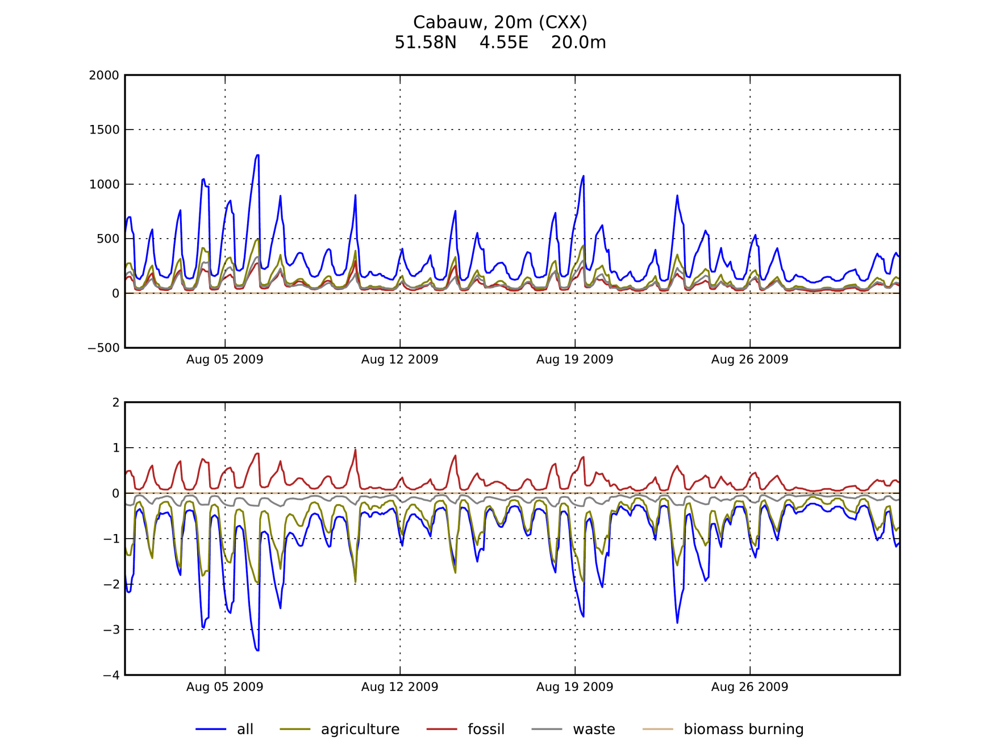 Cabauw, 20m (CXX)
51.58N 4.55E 20.0m
2000
1500
1000
500
0
−500
Aug 05 2009 Aug 12 2009 Aug 19 2009 Aug 26 2009
2
1
0
−1
−2
−3
−4
Aug 05 2009 Aug 12 2009 Aug 19 2009 Aug 26 2009
all agriculture fossil waste biomass burning